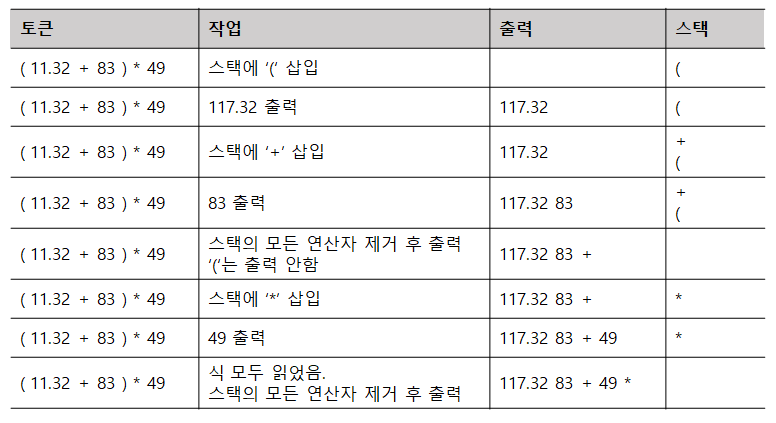 토큰 작업 출력 스택
( 11.32 + 83 ) * 49 스택에 '(' 삽입 (
( 11.32 + 83 ) * 49 117.32 출력 117.32 (
( 11.32 + 83 ) * 49 스택에 '+' 삽입 117.32 +
(
( 11.32 + 83 ) * 49 83 출력 117.32 83 +
(
( 11.32 + 83 ) * 49 스택의 모든 연산자 제거 후 출력 117.32 83 +
'('는 출력 안함
( 11.32 + 83 ) * 49 스택에 '*' 삽입 117.32 83 + *
( 11.32 + 83 ) * 49 49 출력 117.32 83 + 49 *
( 11.32 + 83 ) * 49 식 모두 읽었음. 117.32 83 + 49 *
스택의 모든 연산자 제거 후 출력